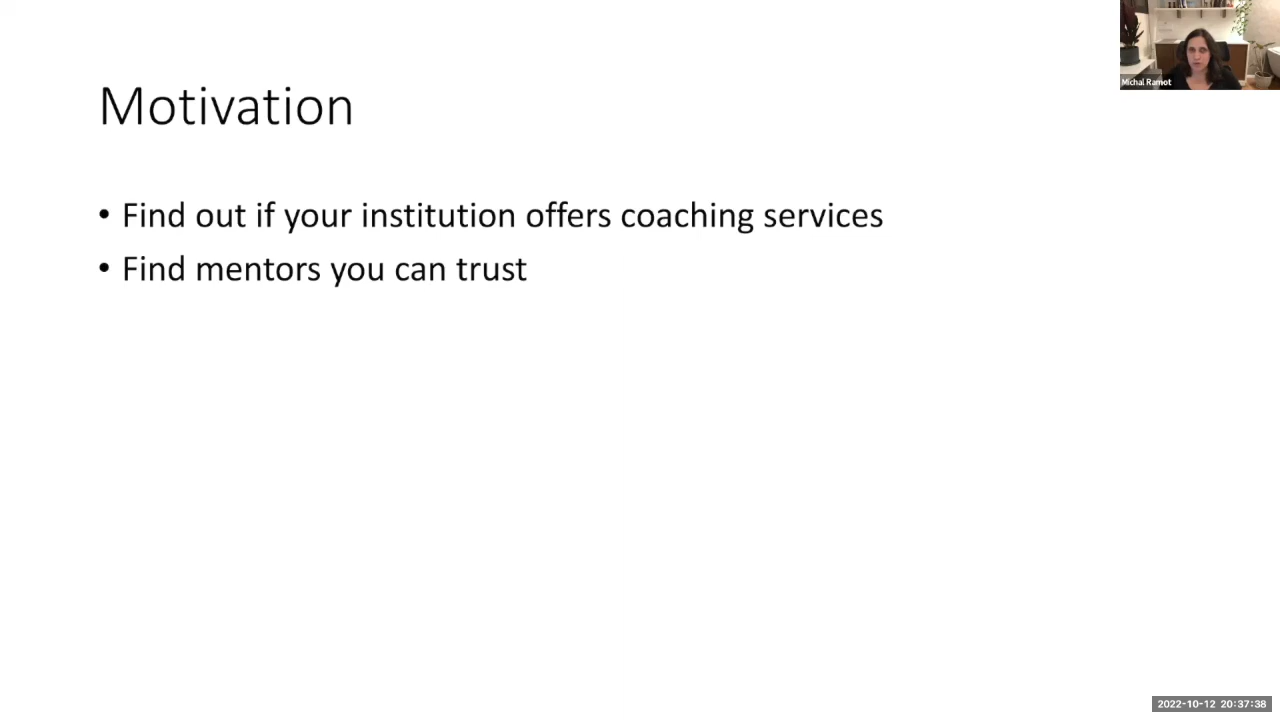 Michal Ramot
Motivation
• Find out if your institution offers coaching services
• Find mentors you can trust
2022-10-12 20:37:38